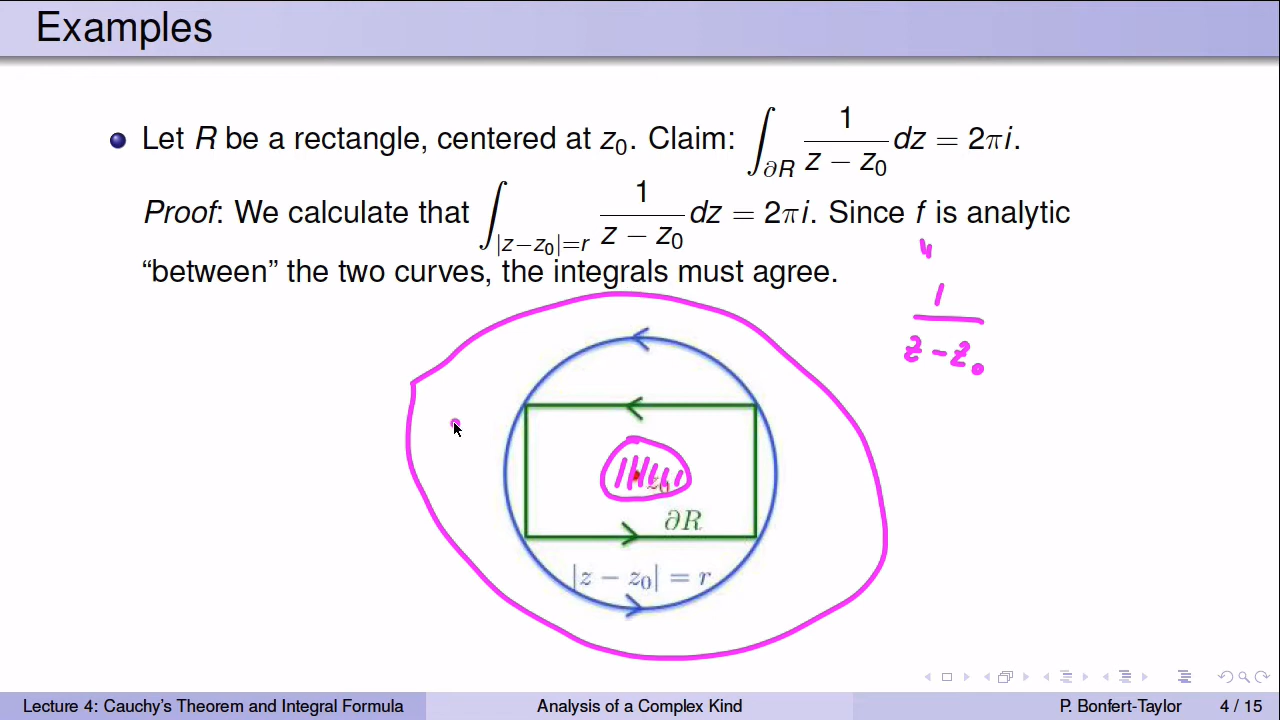 Examples
Let R be a rectangle, centered at z₀. Claim: ∫_{∂R} 1/(z − z₀) dz = 2πi.
Proof: We calculate that ∫_{|z−z₀|=r} 1/(z − z₀) dz = 2πi. Since f is analytic
“between” the two curves, the integrals must agree.
1/(z − z₀)
z₀
∂R
|z − z₀| = r
Lecture 4: Cauchy's Theorem and Integral Formula
Analysis of a Complex Kind
P. Bonfert-Taylor
4 / 15